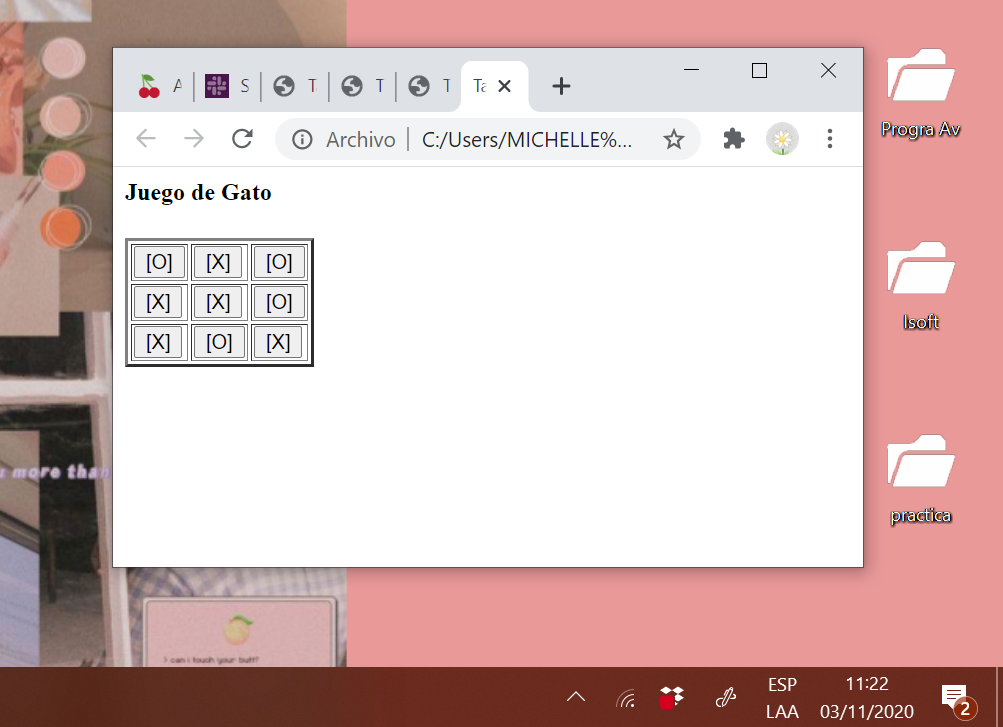 A S T T T Ta
Archivo C:/Users/MICHELLE%...
Juego de Gato
[O] [X] [O]
[X] [X] [O]
[X] [O] [X]
Progra Av
Isoft
practica
more than
> can i touch your butt?
ESP 11:22
LAA 03/11/2020 2